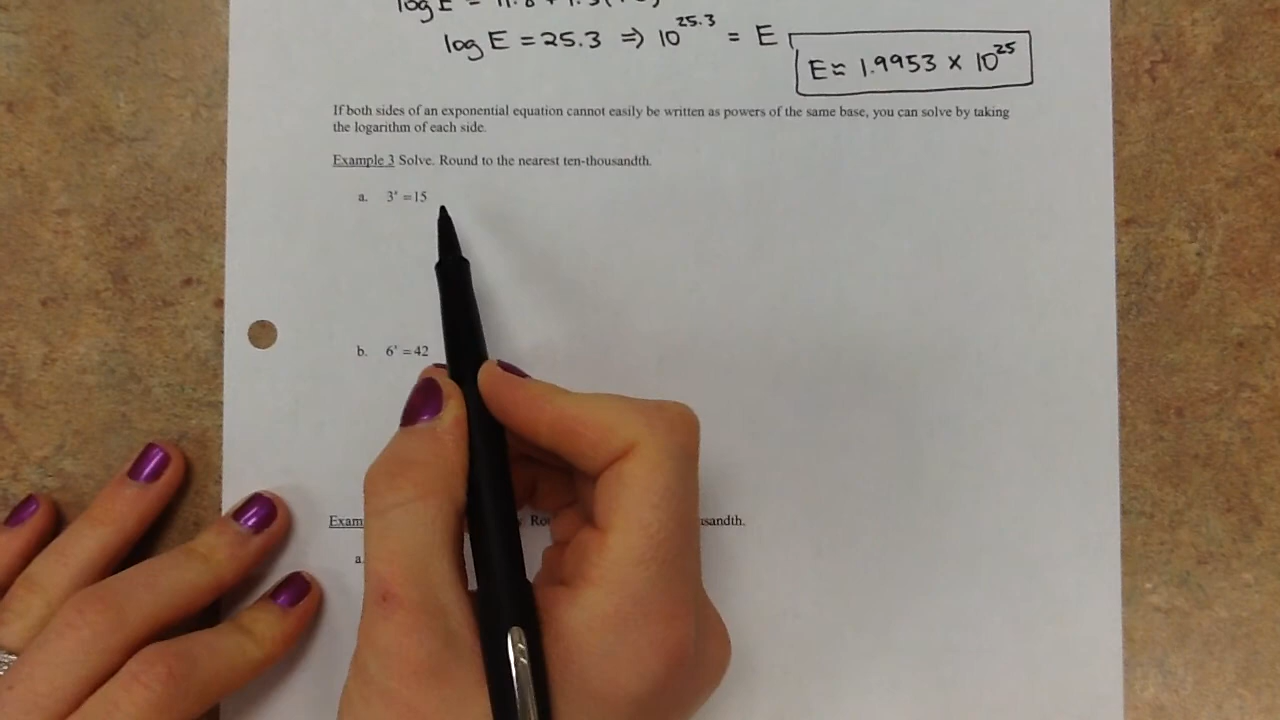 log E = 25.3 ⇒ 10^25.3 = E
E ≈ 1.9953 × 10^25
If both sides of an exponential equation cannot easily be written as powers of the same base, you can solve by taking
the logarithm of each side.
Example 3 Solve. Round to the nearest ten-thousandth.
a. 3^x = 15
b. 6^x = 42
a.